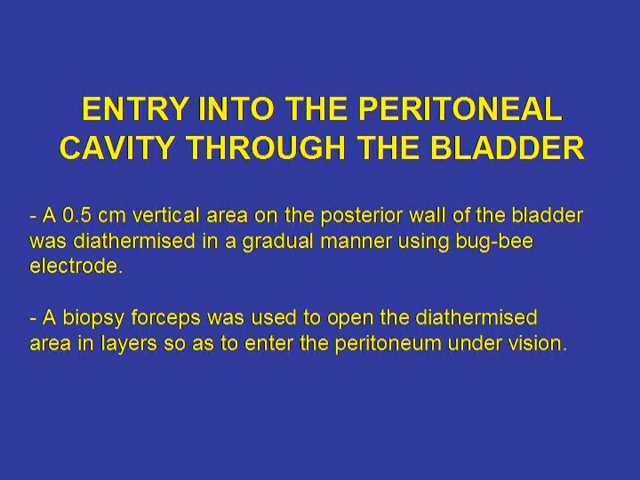 ENTRY INTO THE PERITONEAL
CAVITY THROUGH THE BLADDER
- A 0.5 cm vertical area on the posterior wall of the bladder
was diathermised in a gradual manner using bug-bee
electrode.
- A biopsy forceps was used to open the diathermised
area in layers so as to enter the peritoneum under vision.